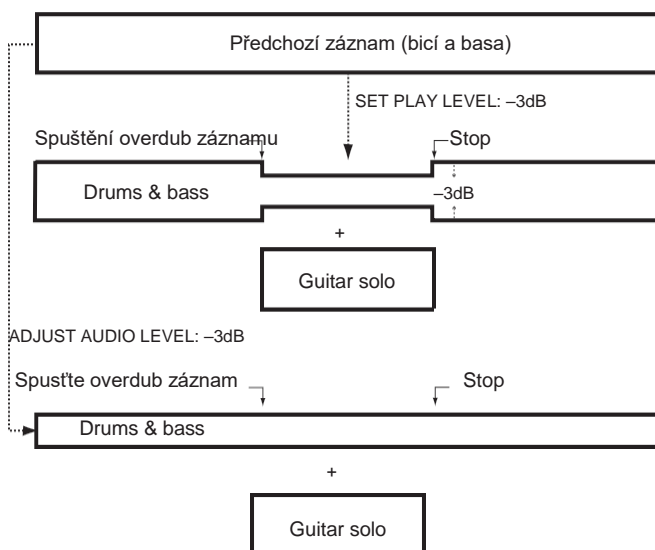 Předchozí záznam (bicí a basa)
SET PLAY LEVEL: –3dB
Spuštění overdub záznamu
Stop
Drums & bass
–3dB
+
Guitar solo
ADJUST AUDIO LEVEL: –3dB
Spusťte overdub záznam
Stop
Drums & bass
+
Guitar solo